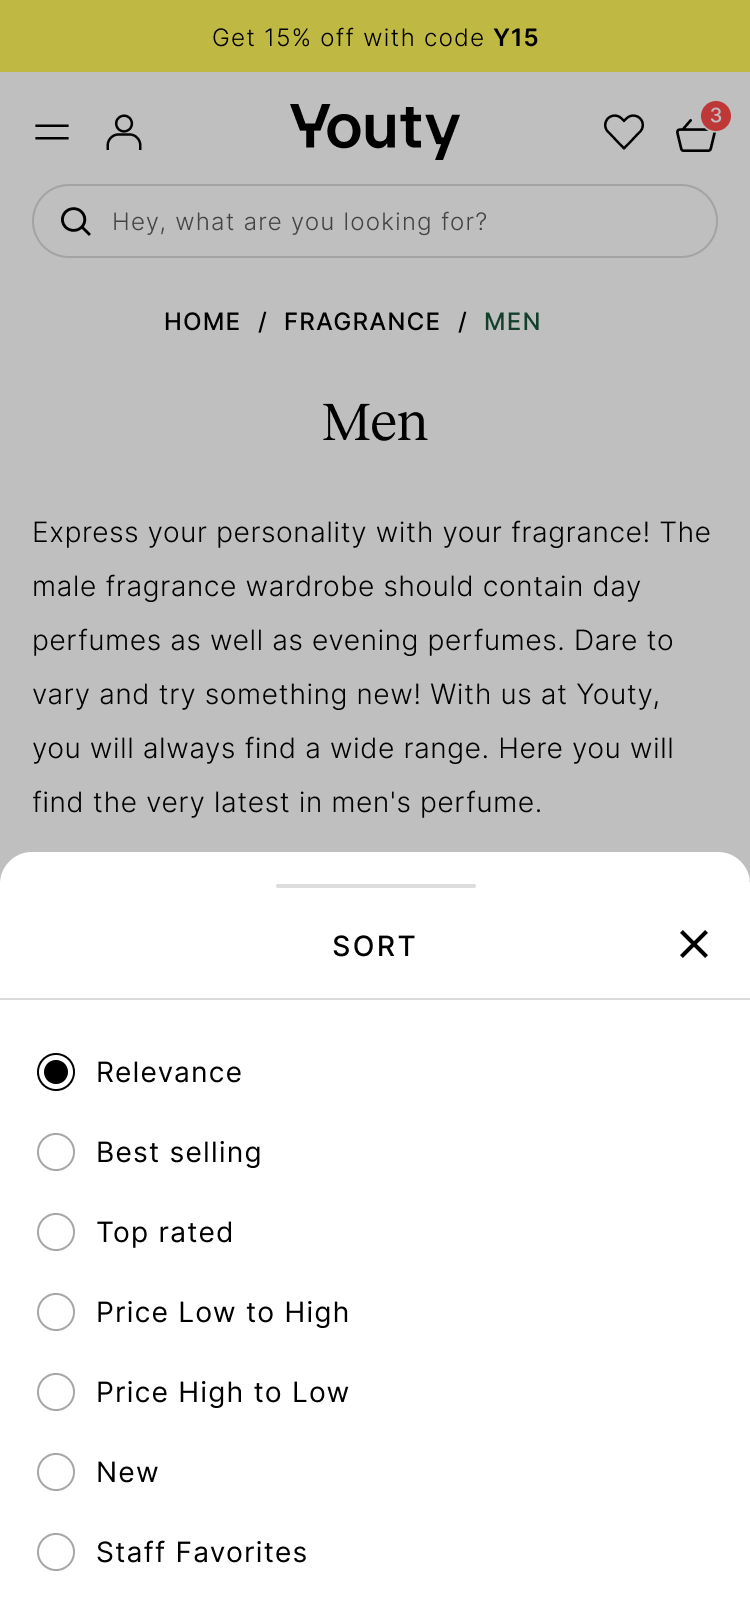 Get 15% off with code Y15
Youty
3
Hey, what are you looking for?
HOME / FRAGRANCE / MEN
Men
Express your personality with your fragrance! The
male fragrance wardrobe should contain day
perfumes as well as evening perfumes. Dare to
vary and try something new! With us at Youty,
you will always find a wide range. Here you will
find the very latest in men's perfume.
SORT
Relevance
Best selling
Top rated
Price Low to High
Price High to Low
New
Staff Favorites